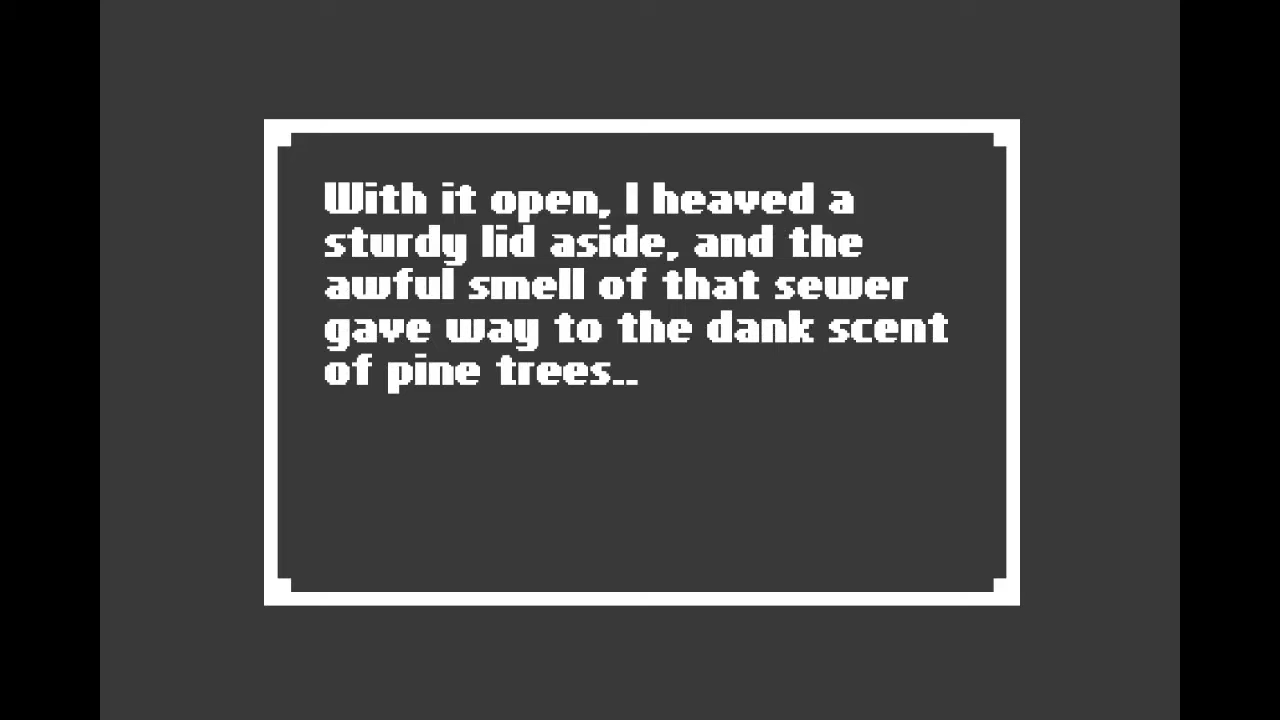 With it open, I heaved a
sturdy lid aside, and the
awful smell of that sewer
gave way to the dank scent
of pine trees..